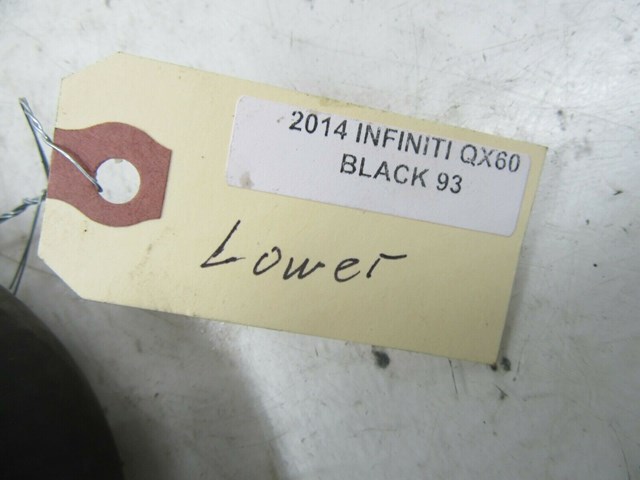 2014 INFINITI QX60
BLACK 93
Lower